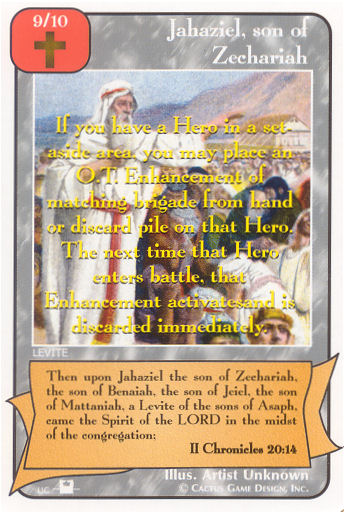 9/10
Jahaziel, son of
Zechariah
If you have a Hero in a set-
aside area, you may place an
O.T. Enhancement of
matching brigade from hand
or discard pile on that Hero.
The next time that Hero
enters battle, that
Enhancement activatesand is
discarded immediately.
LEVITE
Then upon Jahaziel the son of Zechariah,
the son of Benaiah, the son of Jeiel, the son
of Mattaniah, a Levite of the sons of Asaph,
came the Spirit of the LORD in the midst
of the congregation;
II Chronicles 20:14
Illus. Artist Unknown
UC
© CACTUS GAME DESIGN, INC.